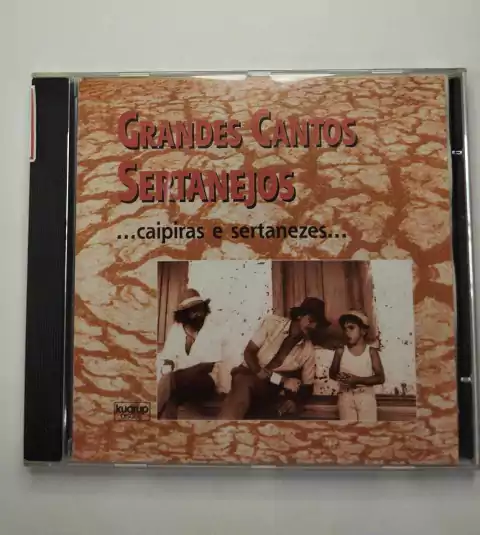 GRANDES CANTOS
SERTANEJOS
...caipiras e sertanezes...
kuarup